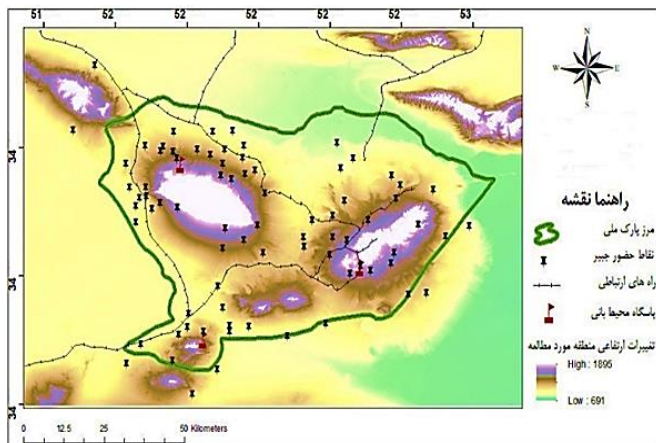 51 52 52 52 52 53
N
W E
S
34
34
34
راهنما نقشه
مرز پارک ملی
نقاط حضور جبیر
راه های ارتباطی
پاسگاه محیط بانی
تغییرات ارتفاعی منطقه مورد مطالعه
High : 1895
Low : 691
0 12.5 25 50 Kilometers